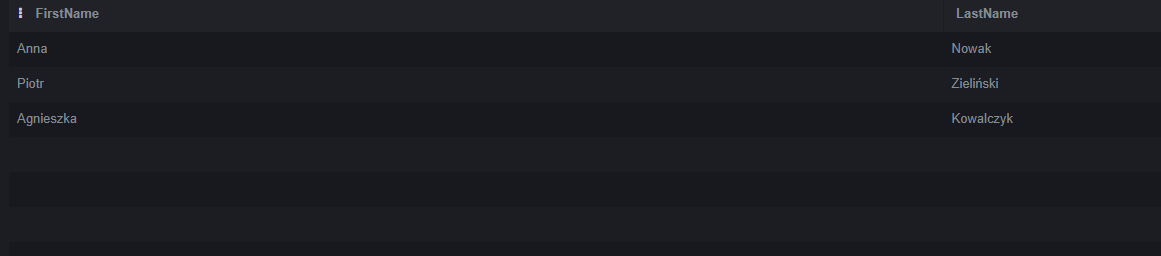 FirstName LastName
Anna Nowak
Piotr Zieliński
Agnieszka Kowalczyk